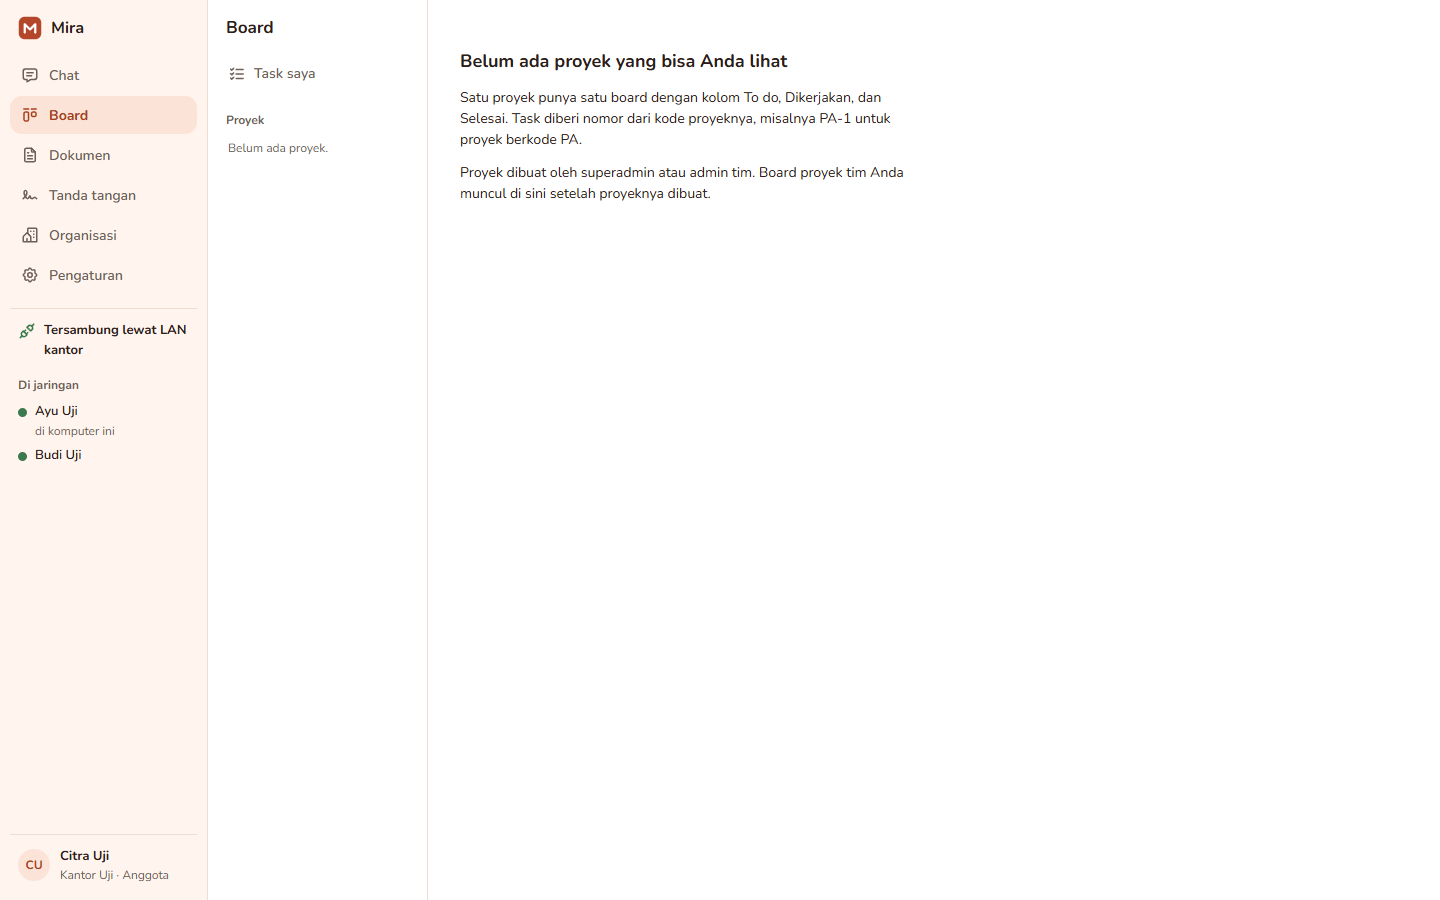 Mira
Chat
Board
Dokumen
Tanda tangan
Organisasi
Pengaturan
Tersambung lewat LAN
kantor
Di jaringan
Ayu Uji
di komputer ini
Budi Uji
CU
Citra Uji
Kantor Uji · Anggota
Board
Task saya
Proyek
Belum ada proyek.
Belum ada proyek yang bisa Anda lihat
Satu proyek punya satu board dengan kolom To do, Dikerjakan, dan
Selesai. Task diberi nomor dari kode proyeknya, misalnya PA-1 untuk
proyek berkode PA.
Proyek dibuat oleh superadmin atau admin tim. Board proyek tim Anda
muncul di sini setelah proyeknya dibuat.